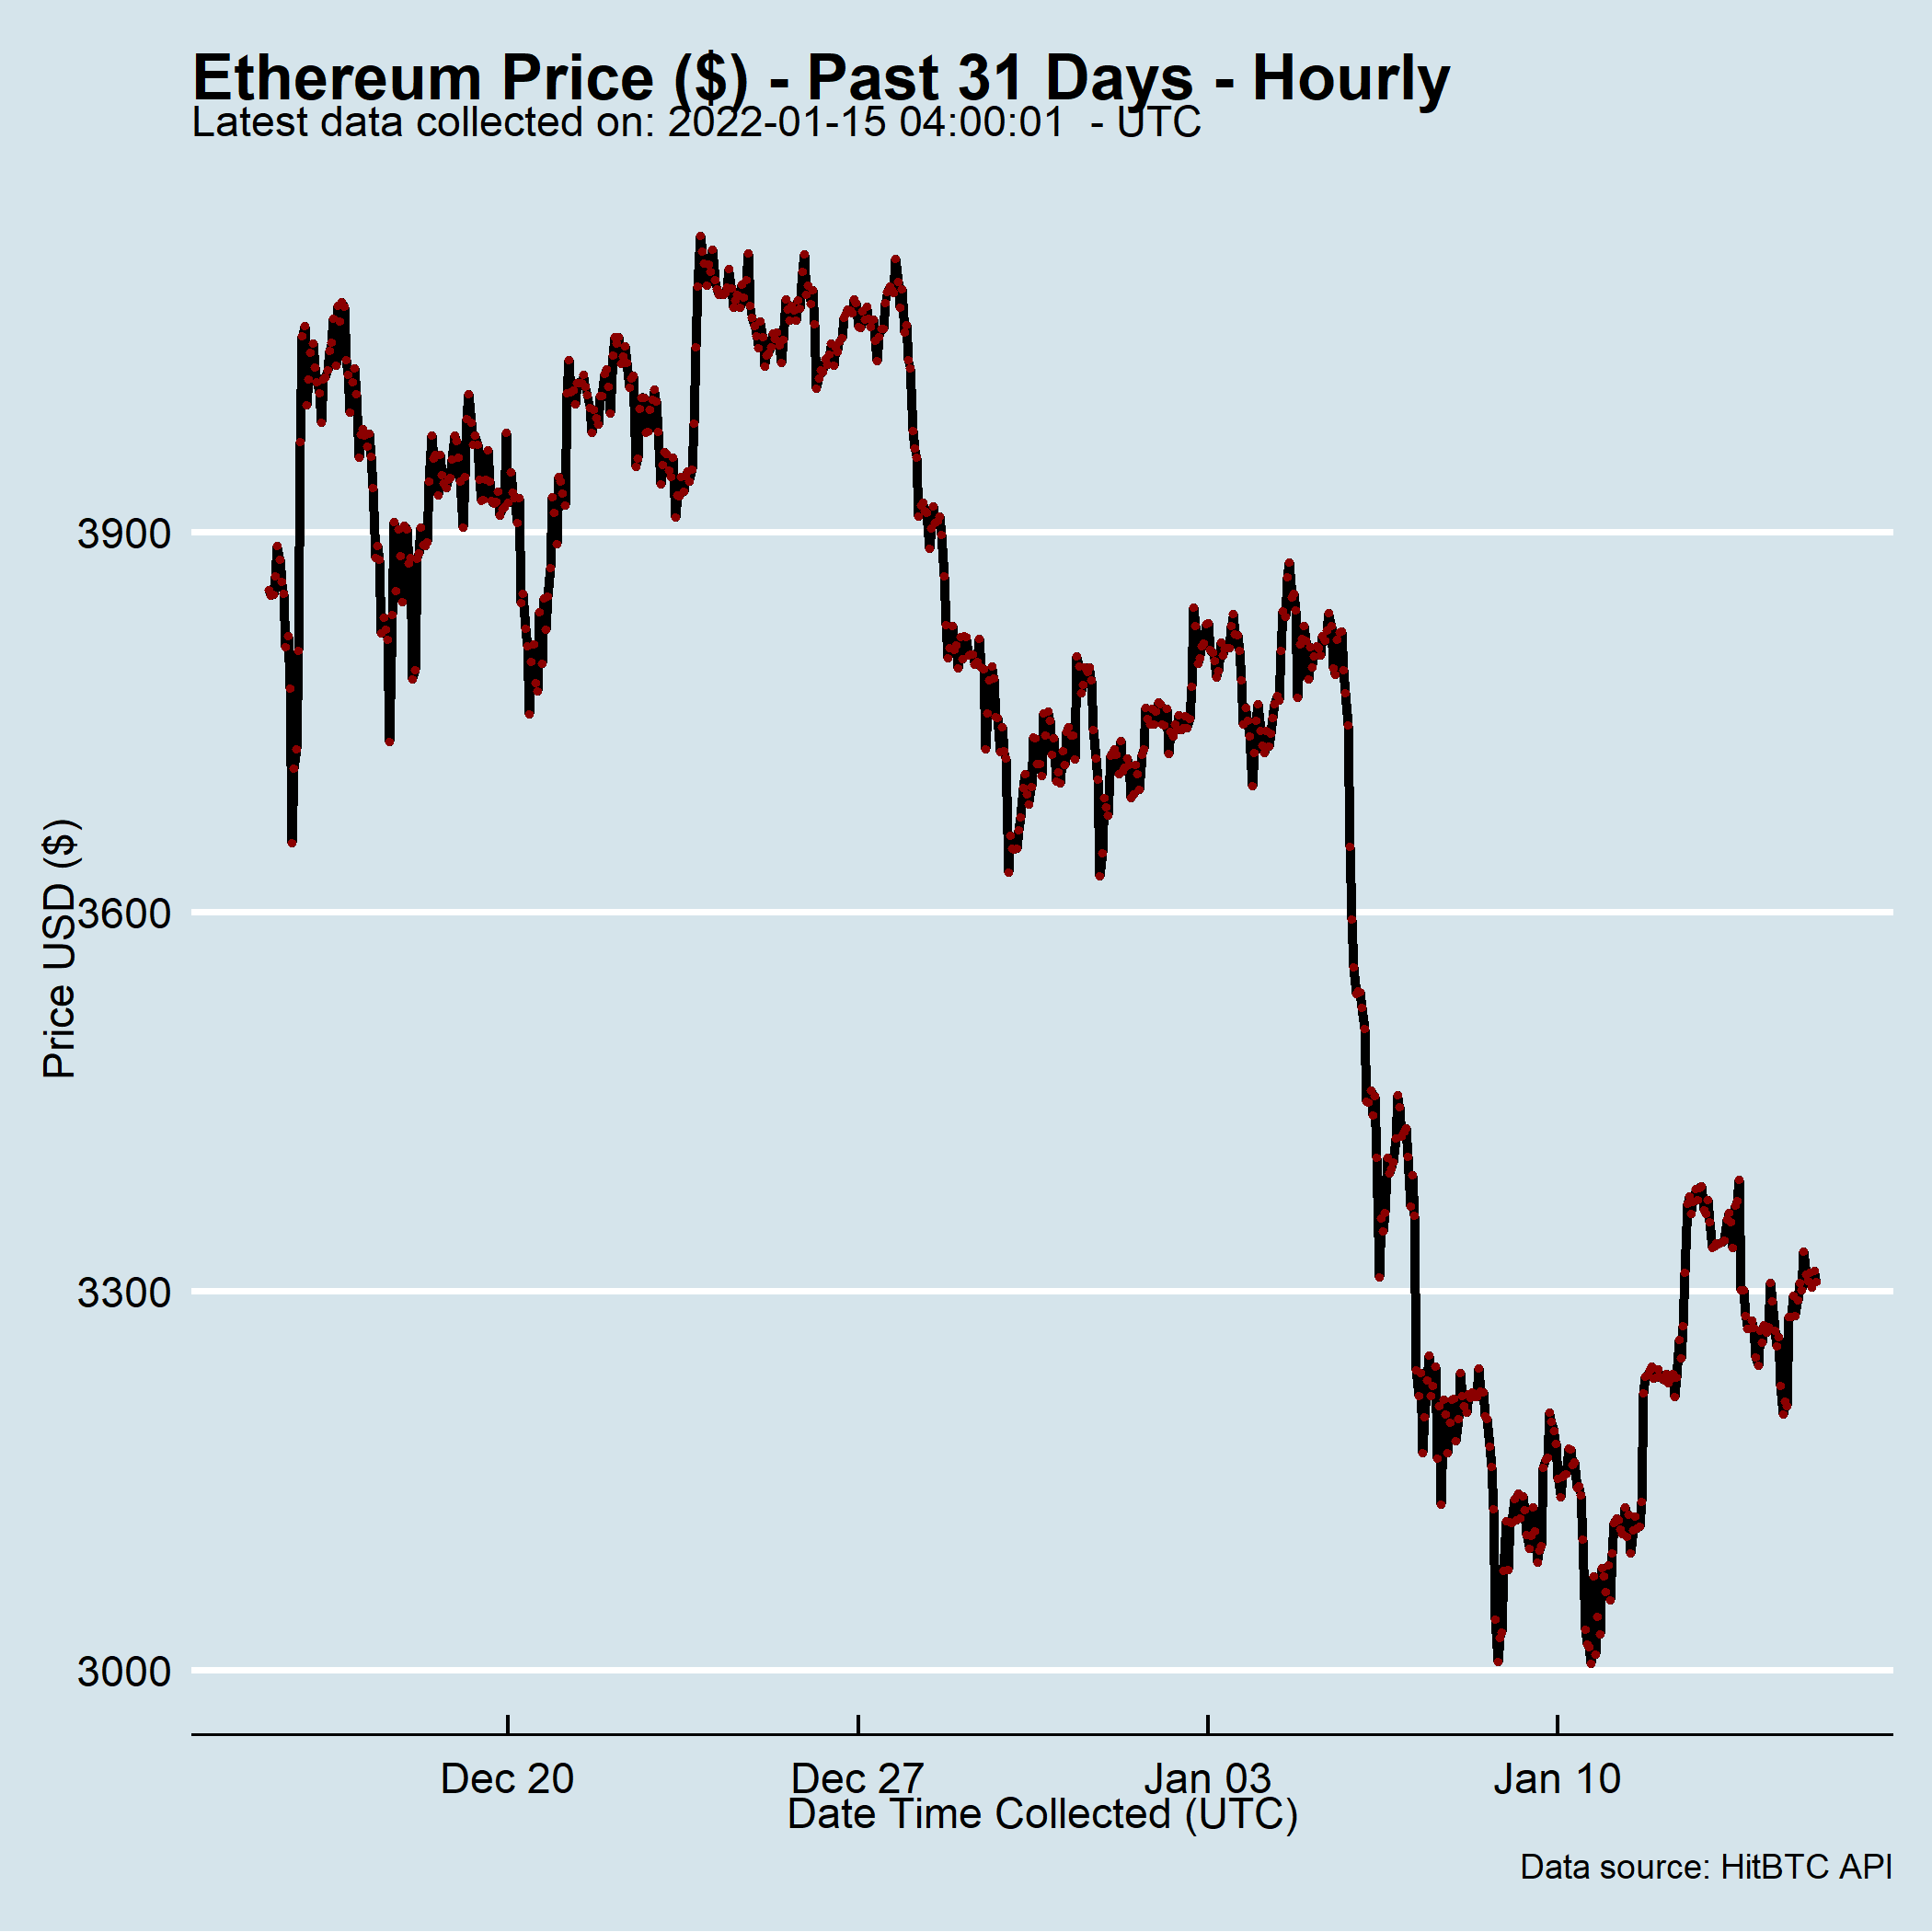 Ethereum Price ($) - Past 31 Days - Hourly
Latest data collected on: 2022-01-15 04:00:01  - UTC
Price USD ($)
3900
3600
3300
3000
Dec 20
Dec 27
Jan 03
Jan 10
Date Time Collected (UTC)
Data source: HitBTC API